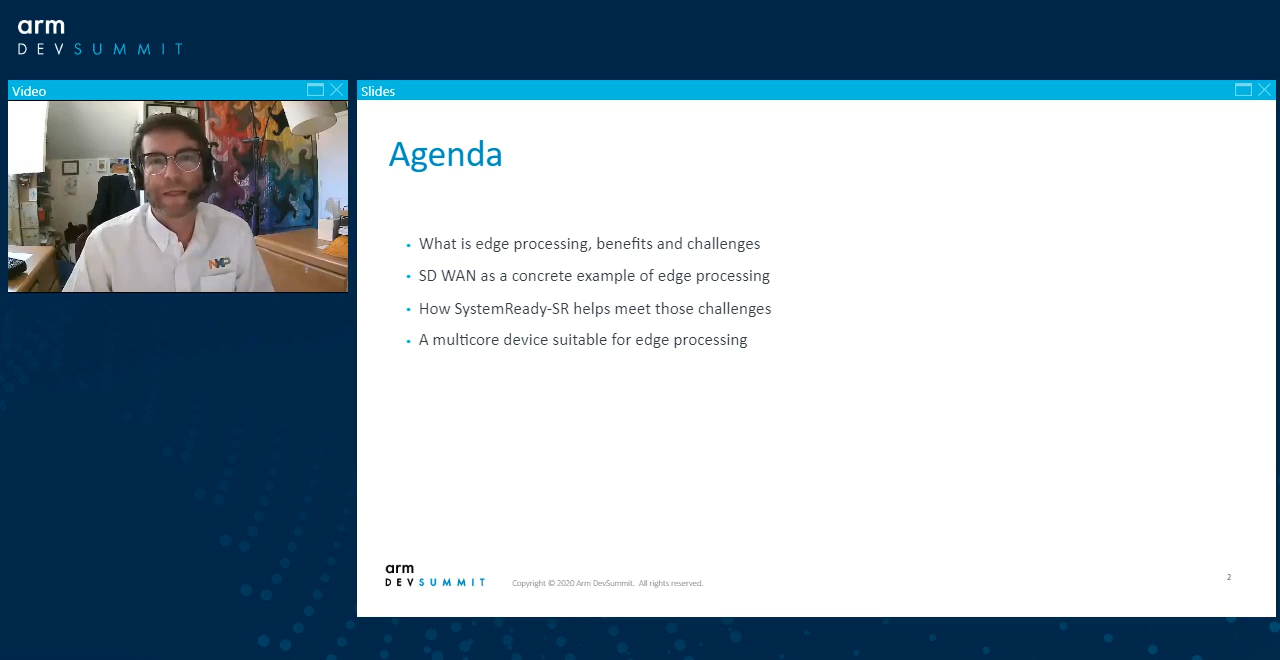 arm
DEVSUMMIT
Video
Slides
NXP
Agenda
• What is edge processing, benefits and challenges
• SD WAN as a concrete example of edge processing
• How SystemReady-SR helps meet those challenges
• A multicore device suitable for edge processing
arm
DEVSUMMIT
Copyright © 2020 Arm DevSummit. All rights reserved.
2